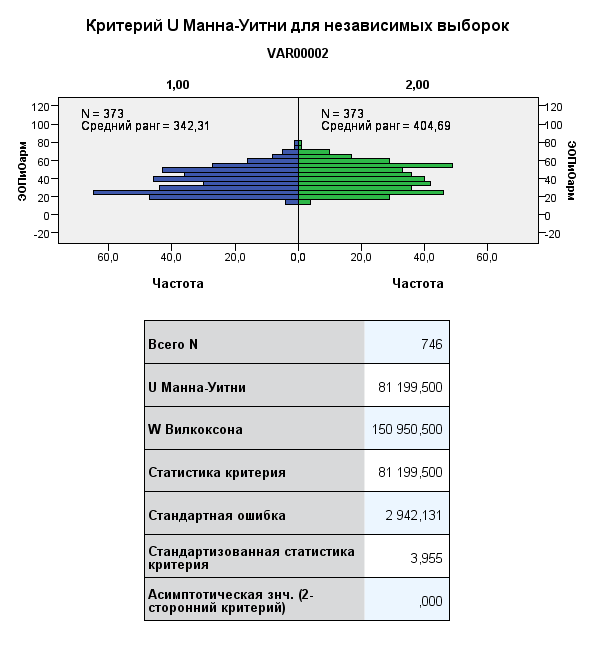 Критерий U Манна-Уитни для независимых выборок
VAR00002
1,00 2,00
N = 373
Средний ранг = 342,31
N = 373
Средний ранг = 404,69
ЭОПиОарм
120
100
80
60
40
20
0
-20
120
100
80
60
40
20
0
-20
ЭОПиОарм
60,0 40,0 20,0 0,0 20,0 40,0 60,0
Частота Частота
Всего N 746
U Манна-Уитни 81 199,500
W Вилкоксона 150 950,500
Статистика критерия 81 199,500
Стандартная ошибка 2 942,131
Стандартизованная статистика
критерия 3,955
Асимптотическая знч. (2-
сторонний критерий) ,000